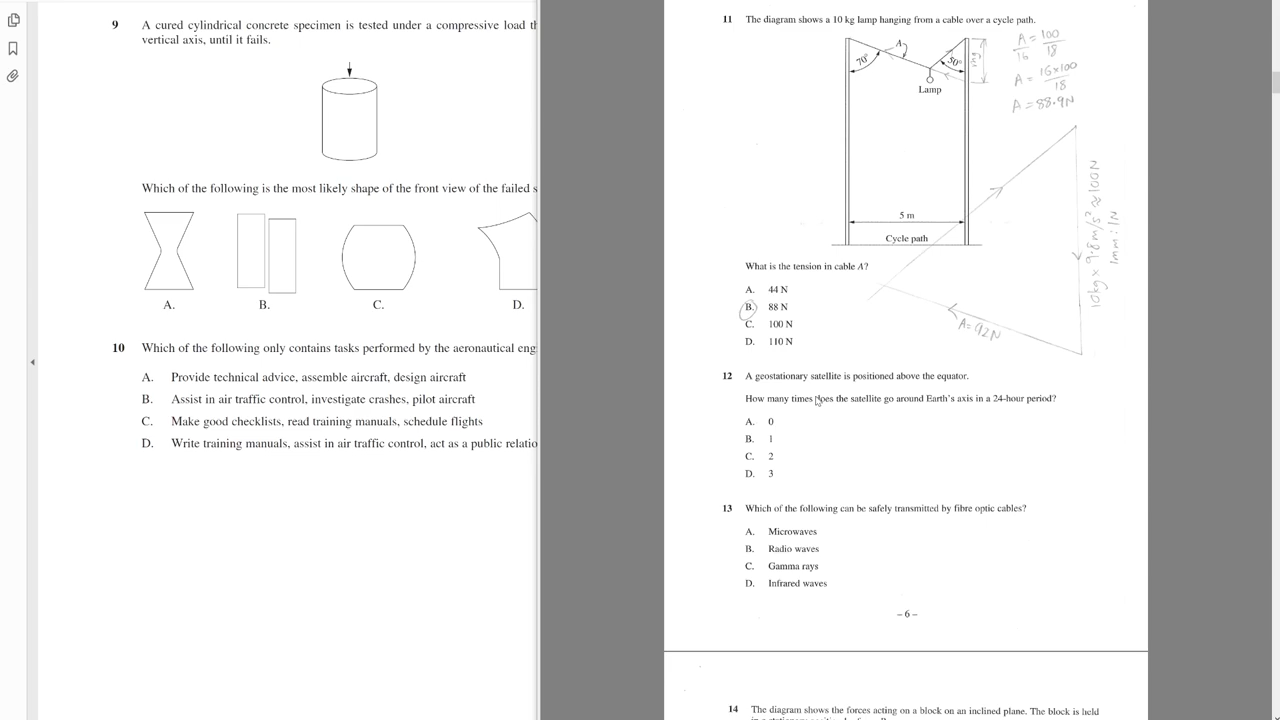 9 A cured cylindrical concrete specimen is tested under a compressive load
vertical axis, until it fails.
Which of the following is the most likely shape of the front view of the failed
A.
B.
C.
D.
10 Which of the following only contains tasks performed by the aeronautical
A. Provide technical advice, assemble aircraft, design aircraft
B. Assist in air traffic control, investigate crashes, pilot aircraft
C. Make good checklists, read training manuals, schedule flights
D. Write training manuals, assist in air traffic control, act as a public
11 The diagram shows a 10 kg lamp hanging from a cable over a cycle path.
A
70°
50°
Lamp
5 m
Cycle path
A/16 = 100/18
A = 16×100/18
A = 88.9N
10kg × 9.8m/s² ≈ 100N
1mm : 1N
A=92N
What is the tension in cable A?
A. 44 N
B. 88 N
C. 100 N
D. 110 N
12 A geostationary satellite is positioned above the equator.
How many times does the satellite go around Earth's axis in a 24-hour period?
A. 0
B. 1
C. 2
D. 3
13 Which of the following can be safely transmitted by fibre optic cables?
A. Microwaves
B. Radio waves
C. Gamma rays
D. Infrared waves
– 6 –
14 The diagram shows the forces acting on a block on an inclined plane. The block is held